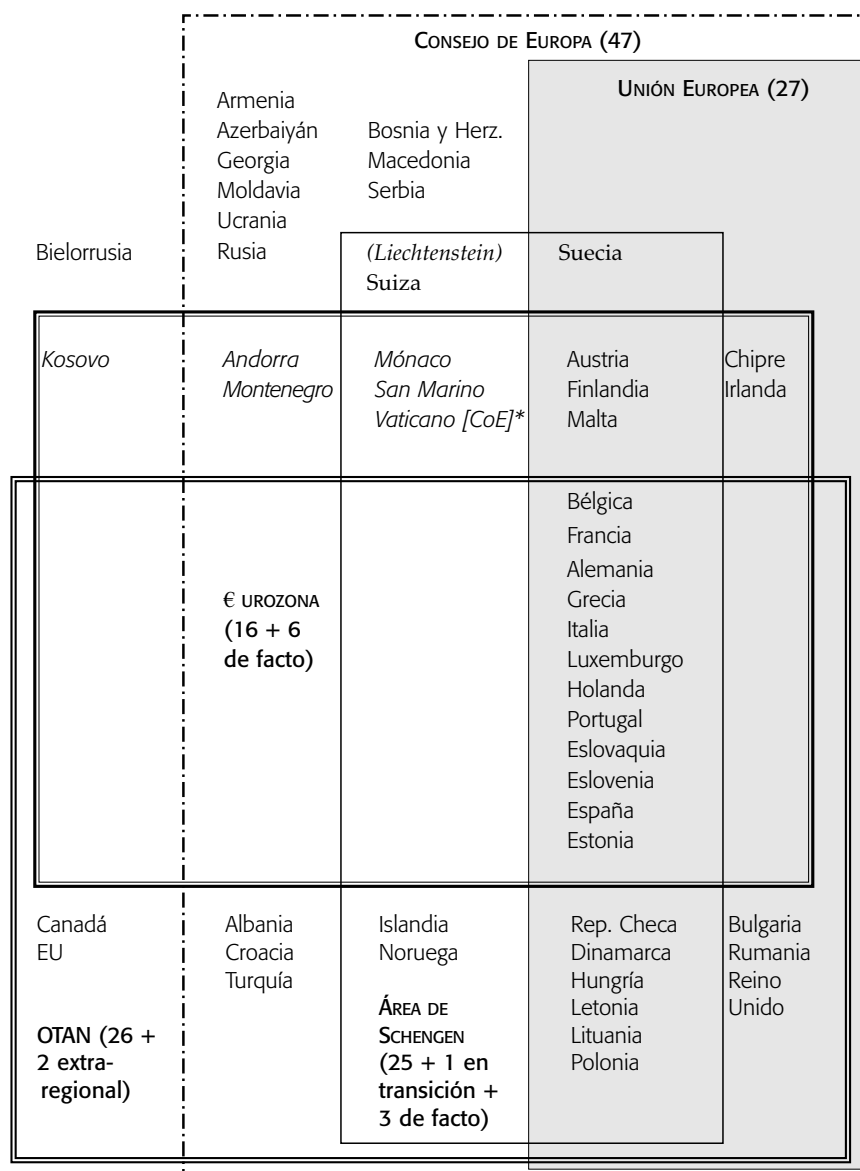 CONSEJO DE EUROPA (47)
UNIÓN EUROPEA (27)
Armenia
Azerbaiyán
Georgia
Moldavia
Ucrania
Rusia
Bosnia y Herz.
Macedonia
Serbia
Bielorrusia
(Liechtenstein)
Suiza
Suecia
Kosovo
Andorra
Montenegro
Mónaco
San Marino
Vaticano [CoE]*
Austria
Finlandia
Malta
Chipre
Irlanda
€ UROZONA
(16 + 6
de facto)
Bélgica
Francia
Alemania
Grecia
Italia
Luxemburgo
Holanda
Portugal
Eslovaquia
Eslovenia
España
Estonia
Canadá
EU
OTAN (26 +
2 extra-
regional)
Albania
Croacia
Turquía
Islandia
Noruega
ÁREA DE
SCHENGEN
(25 + 1 en
transición +
3 de facto)
Rep. Checa
Dinamarca
Hungría
Letonia
Lituania
Polonia
Bulgaria
Rumania
Reino
Unido